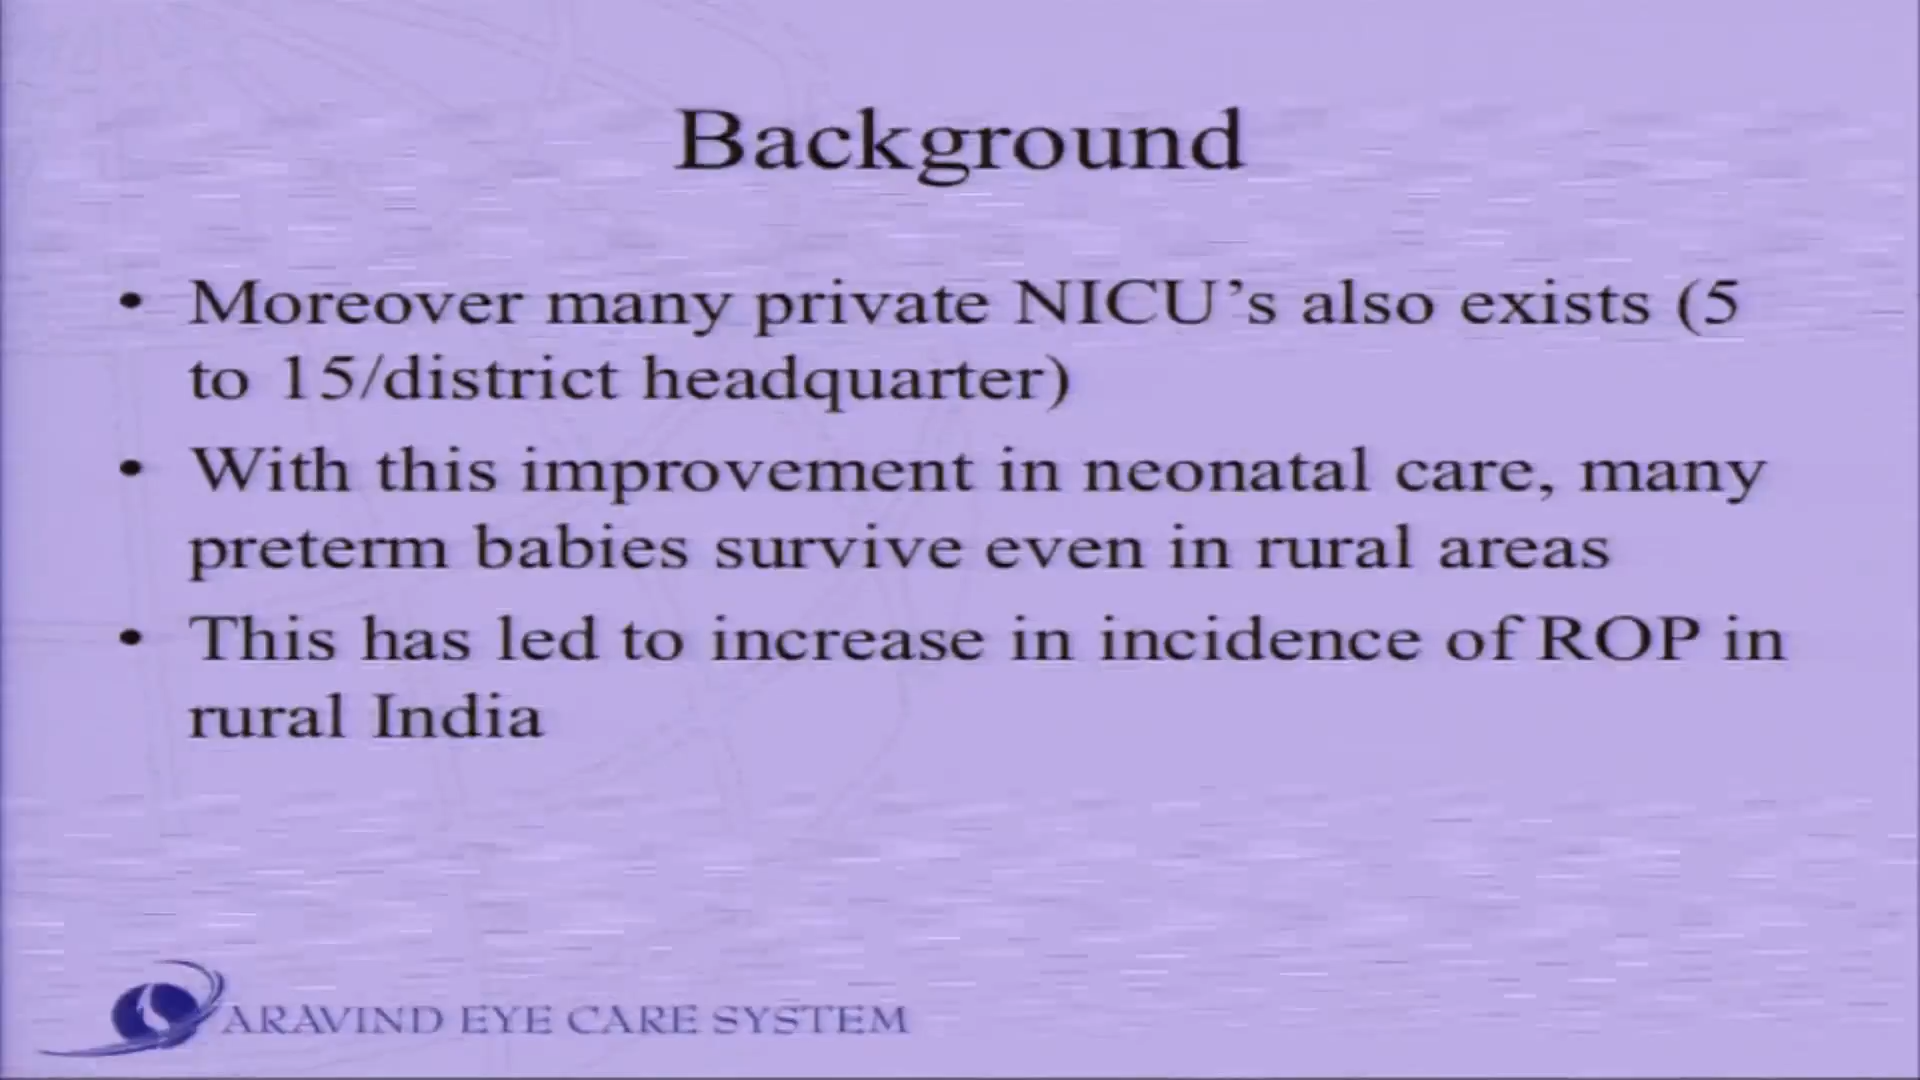 Background
• Moreover many private NICU's also exists (5
to 15/district headquarter)
• With this improvement in neonatal care, many
preterm babies survive even in rural areas
• This has led to increase in incidence of ROP in
rural India
ARAVIND EYE CARE SYSTEM